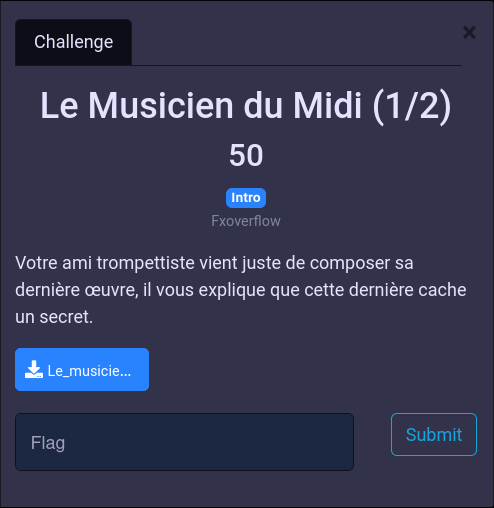 Challenge
×
Le Musicien du Midi (1/2)
50
Intro
Fxoverflow
Votre ami trompettiste vient juste de composer sa
dernière œuvre, il vous explique que cette dernière cache
un secret.
Le_musicie...
Flag
Submit